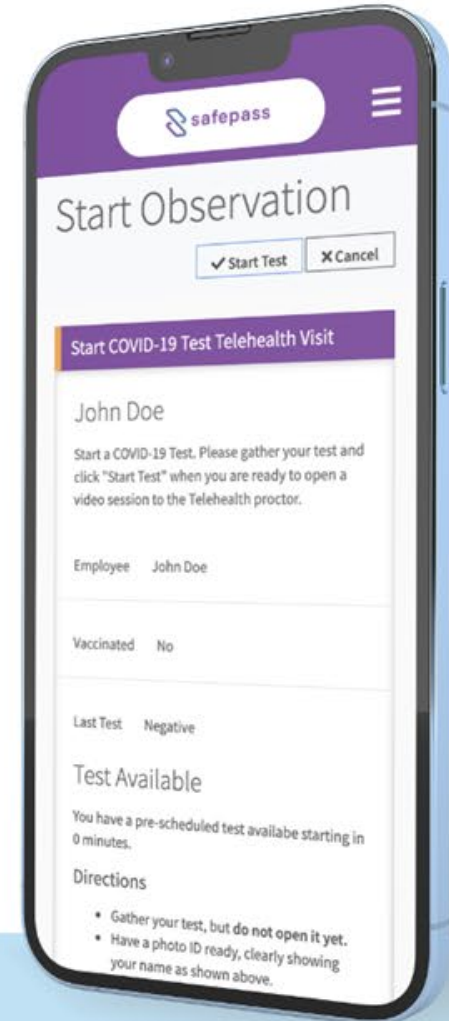 safepass
Start Observation
✔ Start Test ✖ Cancel
Start COVID-19 Test Telehealth Visit
John Doe
Start a COVID-19 Test. Please gather your test and
click "Start Test" when you are ready to open a
video session to the Telehealth proctor.
Employee John Doe
Vaccinated No
Last Test Negative
Test Available
You have a pre-scheduled test availabe starting in
0 minutes.
Directions
• Gather your test, but do not open it yet.
• Have a photo ID ready, clearly showing
your name as shown above.